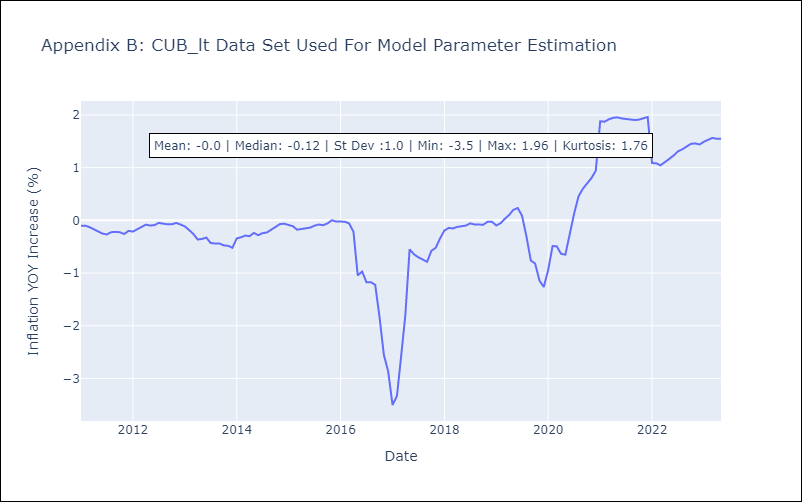 Appendix B: CUB_lt Data Set Used For Model Parameter Estimation
2
Mean: -0.0 | Median: -0.12 | St Dev :1.0 | Min: -3.5 | Max: 1.96 | Kurtosis: 1.76
1
0
−1
−2
−3
Inflation YOY Increase (%)
2012 2014 2016 2018 2020 2022
Date